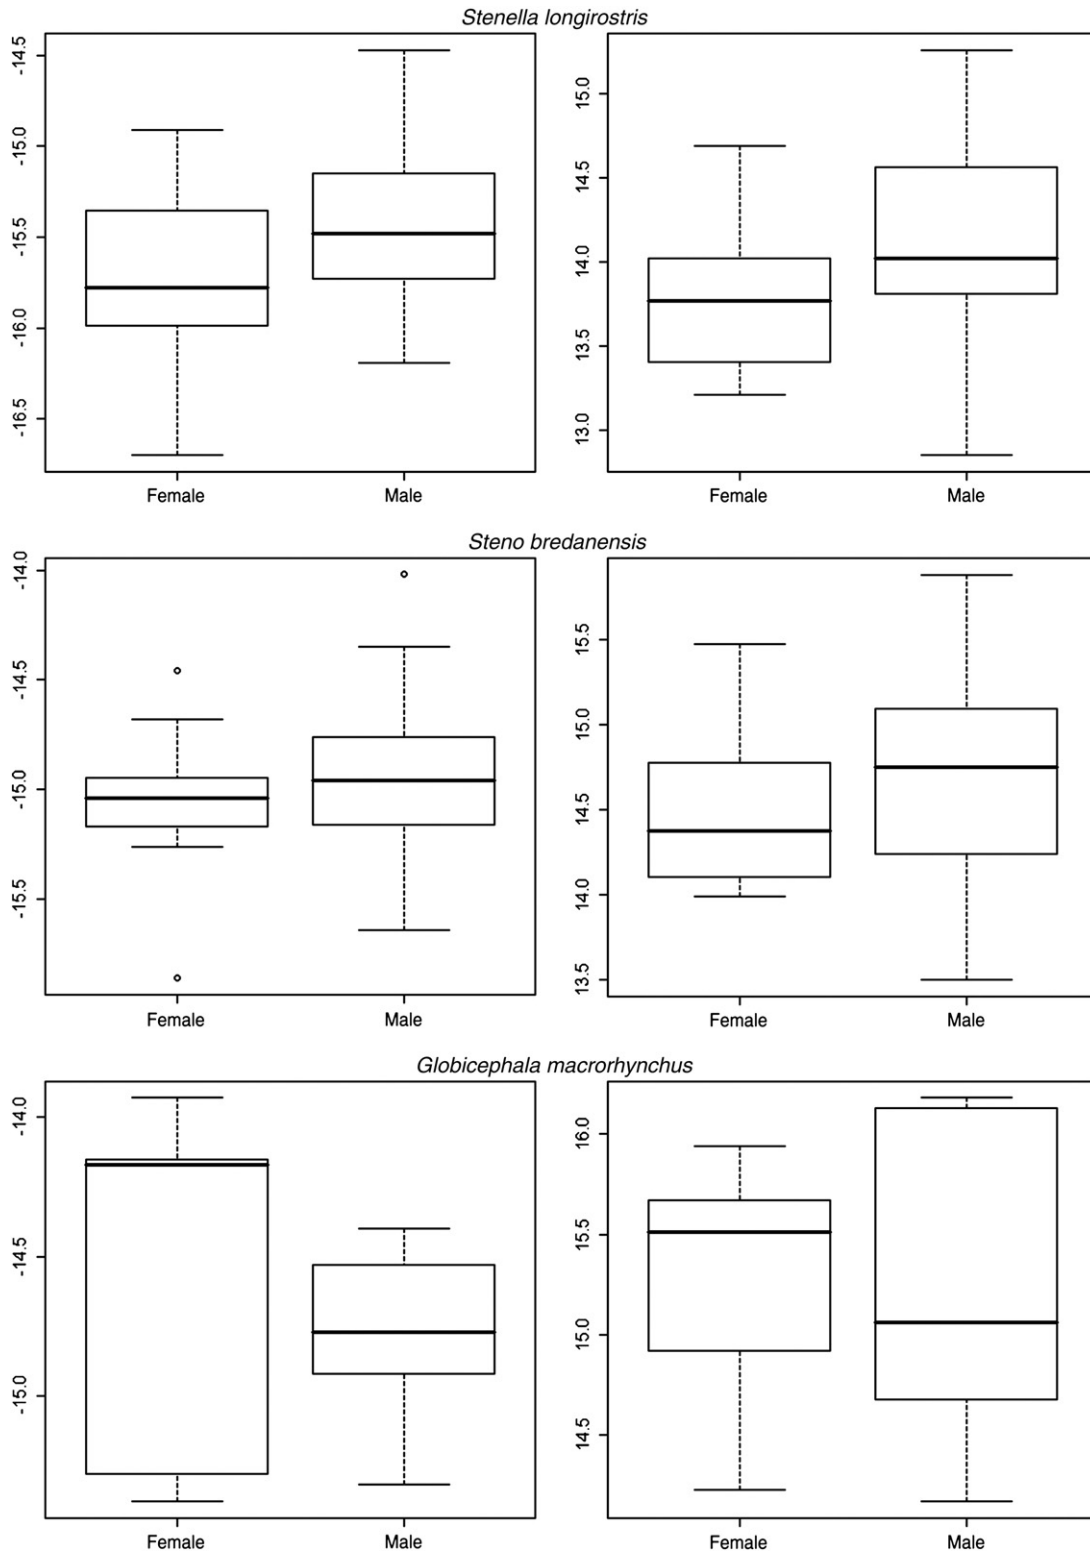 Stenella longirostris
-14.5
-15.0
-15.5
-16.0
-16.5
Female Male
15.0
14.5
14.0
13.5
13.0
Female Male
Steno bredanensis
-14.0
-14.5
-15.0
-15.5
Female Male
15.5
15.0
14.5
14.0
13.5
Female Male
Globicephala macrorhynchus
-14.0
-14.5
-15.0
Female Male
16.0
15.5
15.0
14.5
Female Male